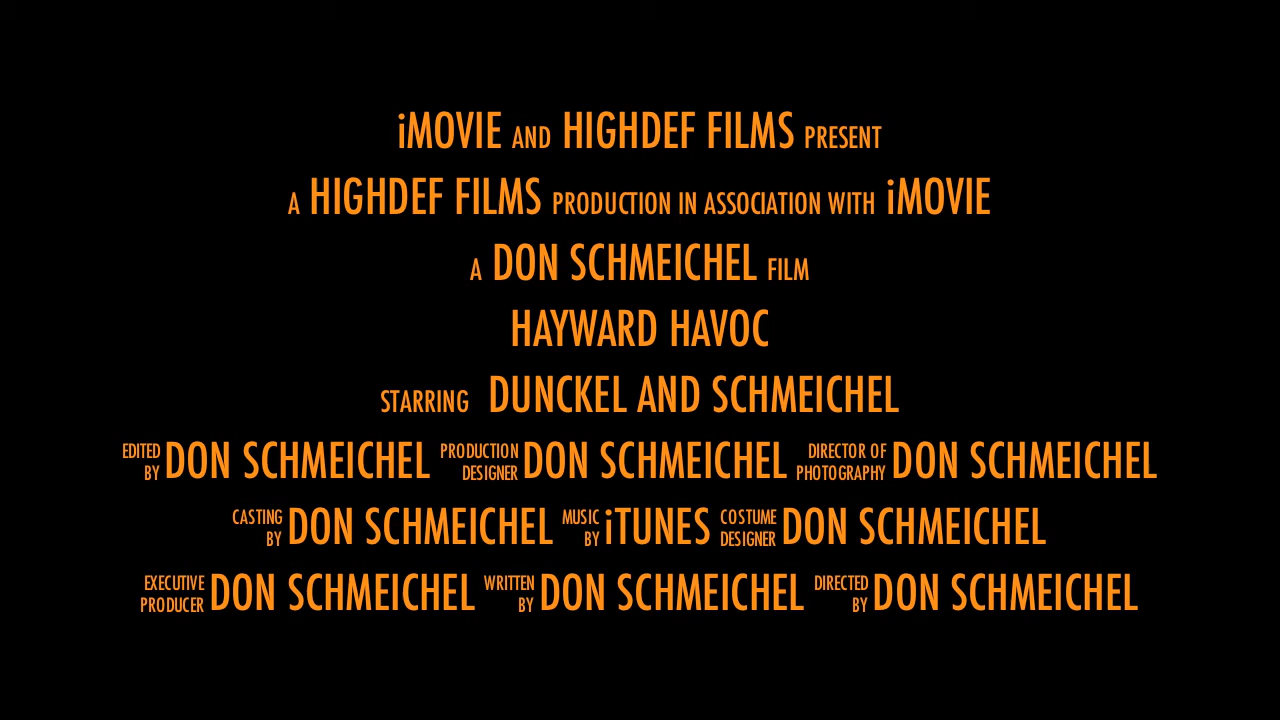 iMOVIE AND HIGHDEF FILMS PRESENT
A HIGHDEF FILMS PRODUCTION IN ASSOCIATION WITH iMOVIE
A DON SCHMEICHEL FILM
HAYWARD HAVOC
STARRING DUNCKEL AND SCHMEICHEL
EDITED BY DON SCHMEICHEL PRODUCTION DESIGNER DON SCHMEICHEL DIRECTOR OF PHOTOGRAPHY DON SCHMEICHEL
CASTING BY DON SCHMEICHEL MUSIC BY iTUNES COSTUME DESIGNER DON SCHMEICHEL
EXECUTIVE PRODUCER DON SCHMEICHEL WRITTEN BY DON SCHMEICHEL DIRECTED BY DON SCHMEICHEL